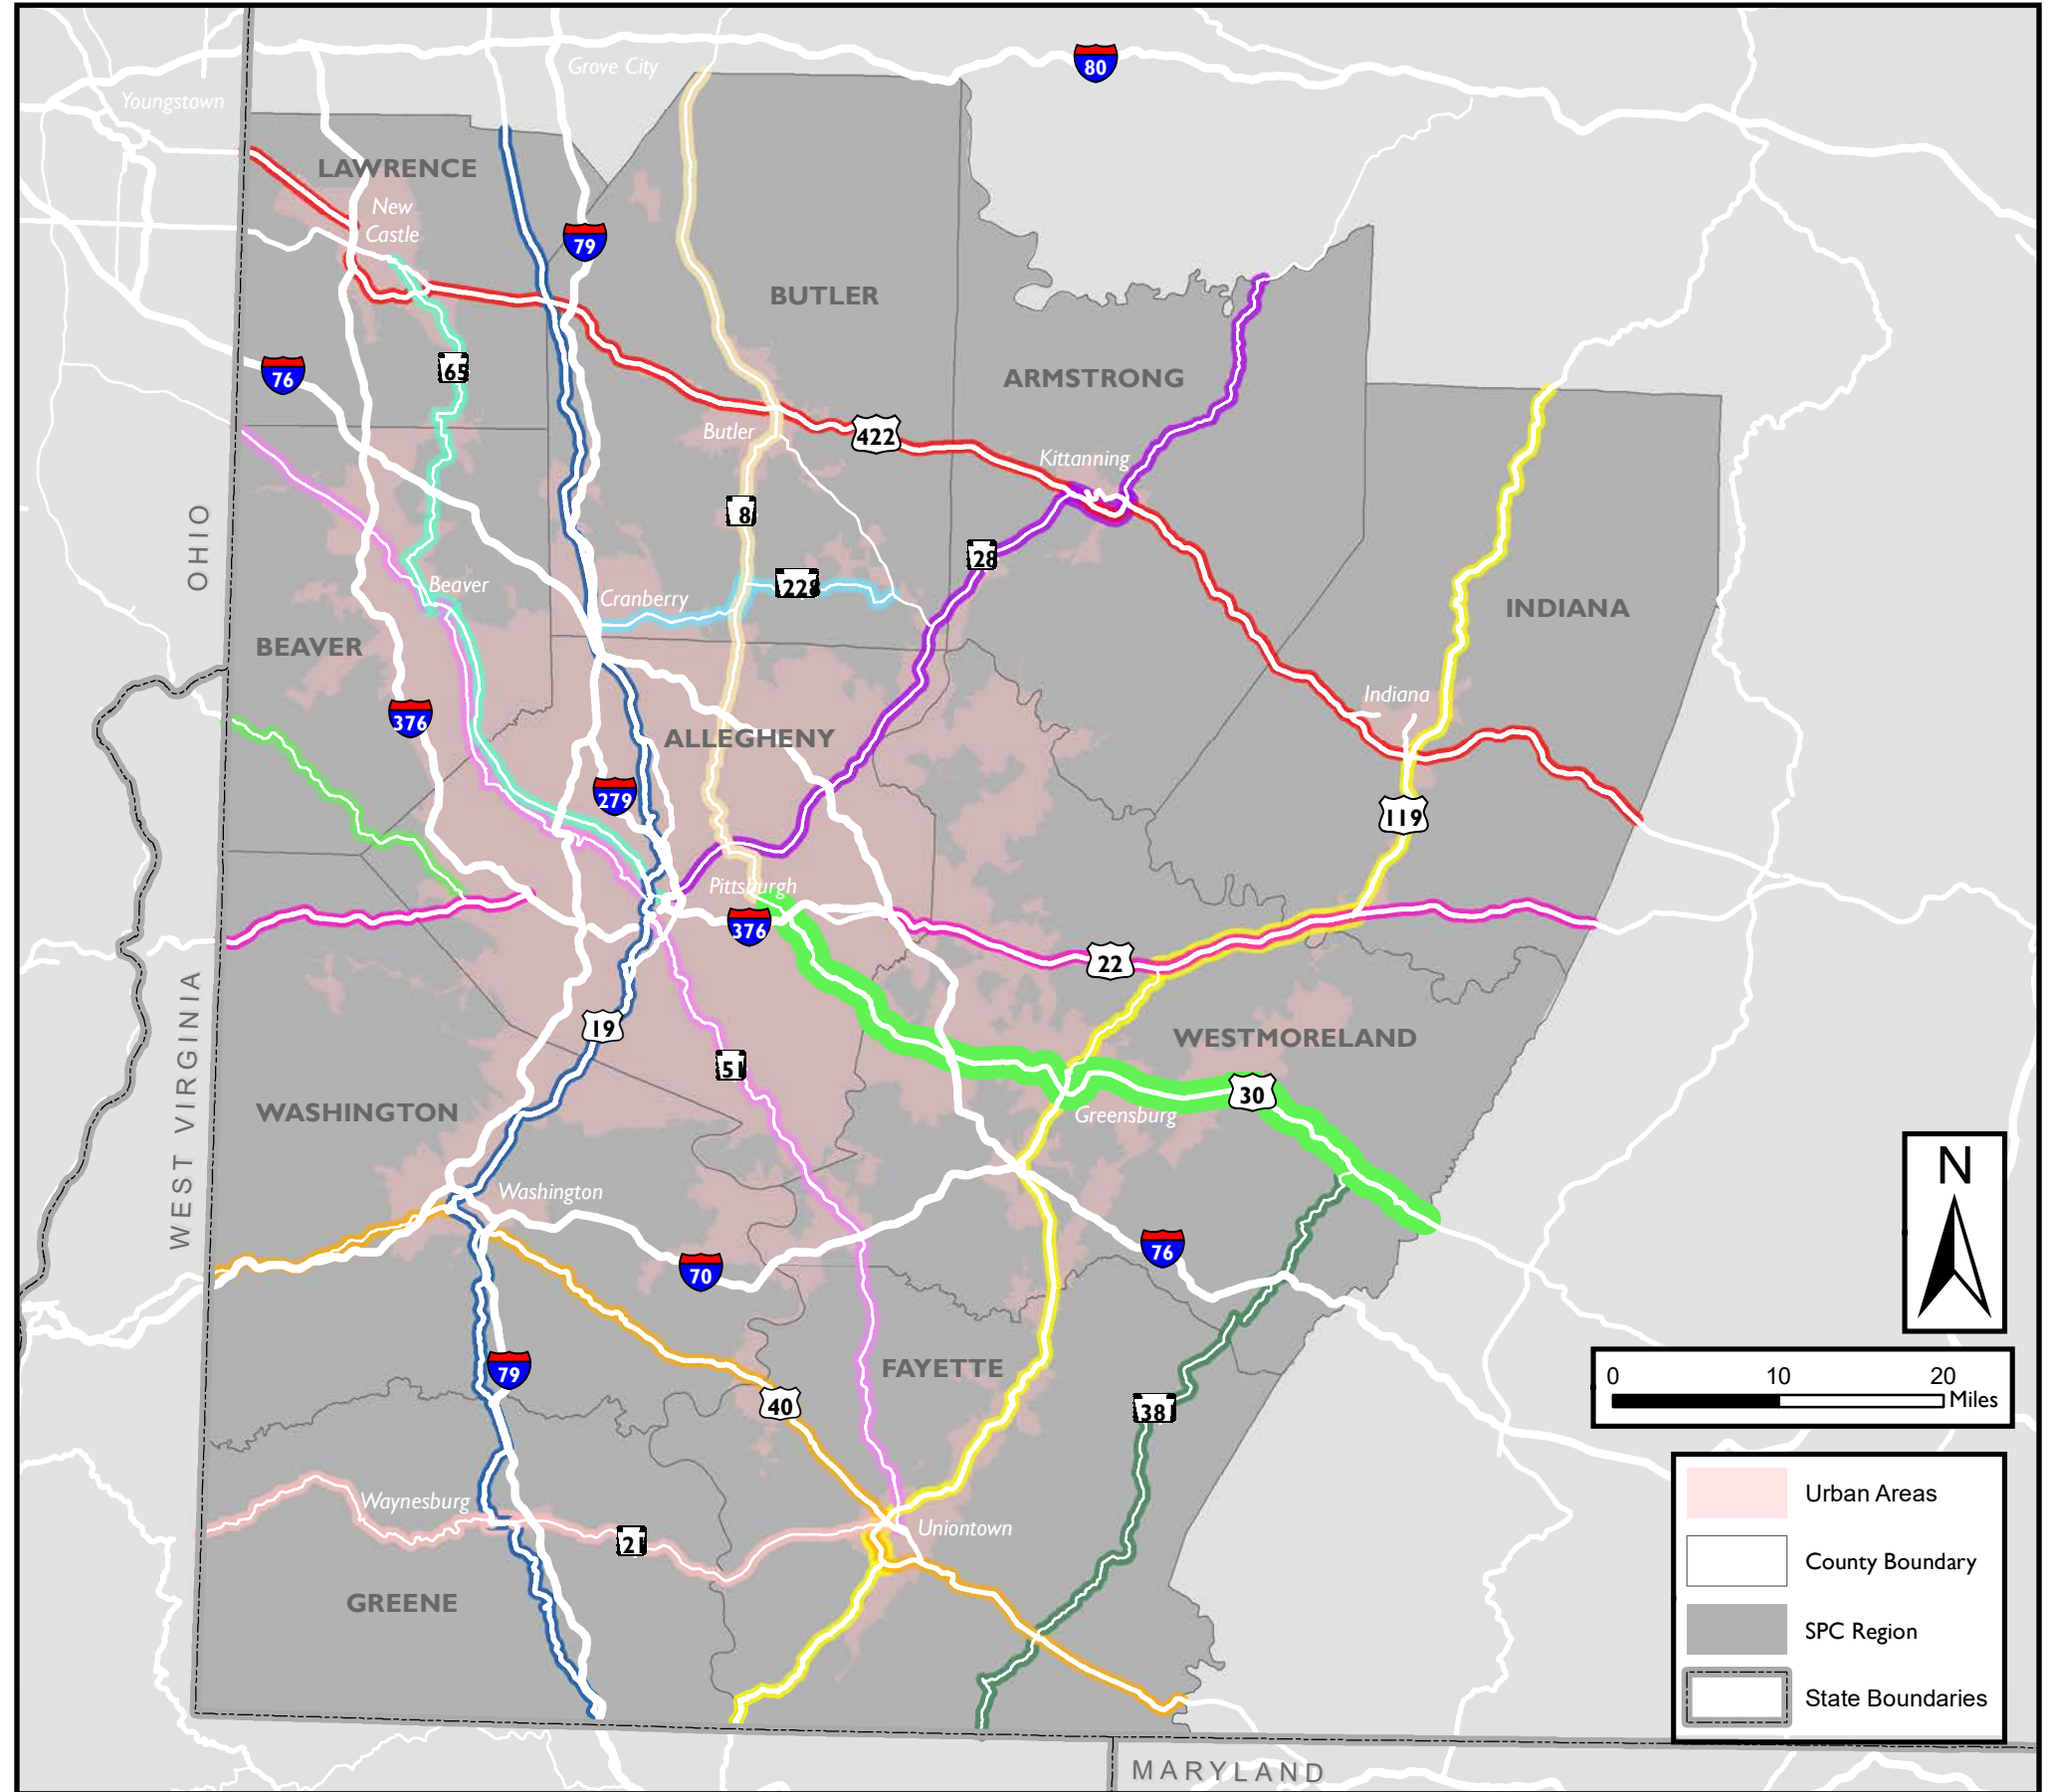 80
Grove City
Youngstown
LAWRENCE
New
Castle
79
BUTLER
65
76
ARMSTRONG
Butler
422
Kittanning
8
28
OHIO
Beaver
228
Cranberry
INDIANA
BEAVER
Indiana
376
ALLEGHENY
279
119
Pittsburgh
376
22
19
WESTMORELAND
51
30
WEST VIRGINIA
WASHINGTON
Greensburg
N
Washington
76
70
0 10 20
Miles
79
FAYETTE
40
381
Waynesburg
Uniontown
21
GREENE
Urban Areas
County Boundary
SPC Region
State Boundaries
MARYLAND